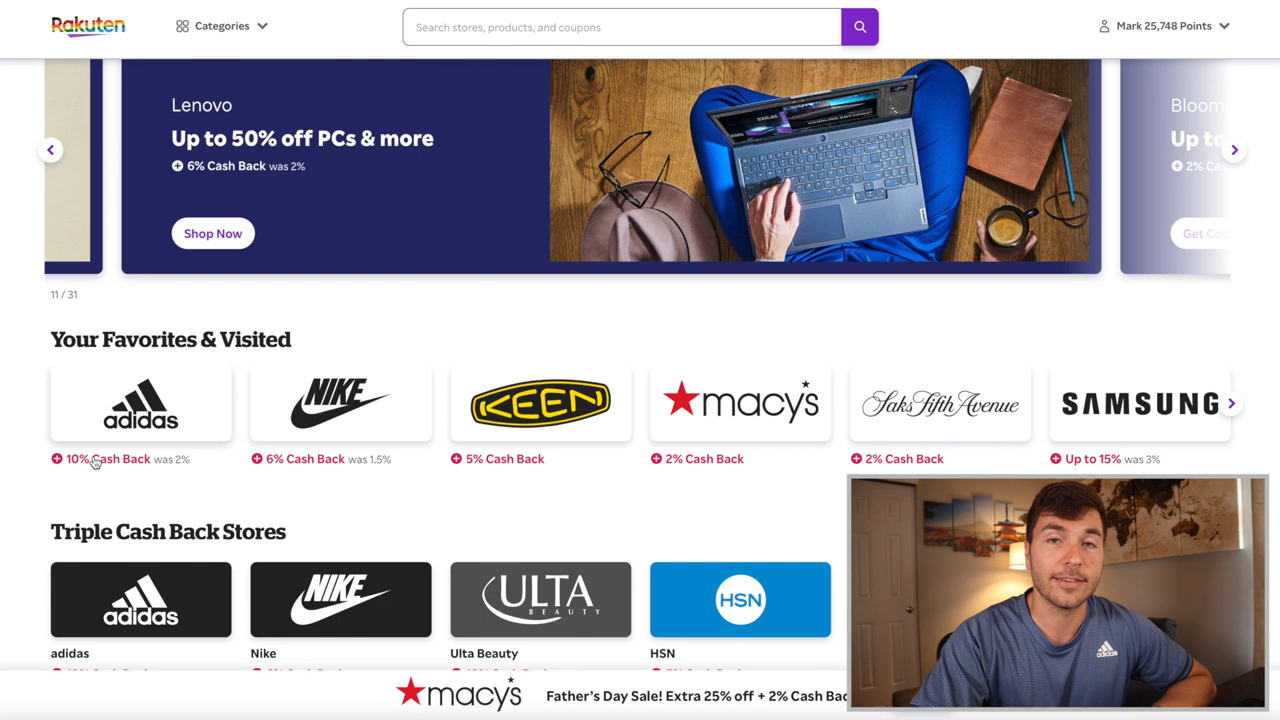 Rakuten
Categories
Search stores, products, and coupons
Mark 25,748 Points
Lenovo
Up to 50% off PCs & more
6% Cash Back was 2%
Shop Now
Bloom
Up to
2% Cas
Get Co
11 / 31
Your Favorites & Visited
adidas
NIKE
KEEN
macy's
Saks Fifth Avenue
SAMSUNG
10% Cash Back was 2%
6% Cash Back was 1.5%
5% Cash Back
2% Cash Back
2% Cash Back
Up to 15% was 3%
Triple Cash Back Stores
adidas
NIKE
ULTA
BEAUTY
HSN
adidas
Nike
Ulta Beauty
HSN
macy's
Father's Day Sale! Extra 25% off + 2% Cash Bac
adidas